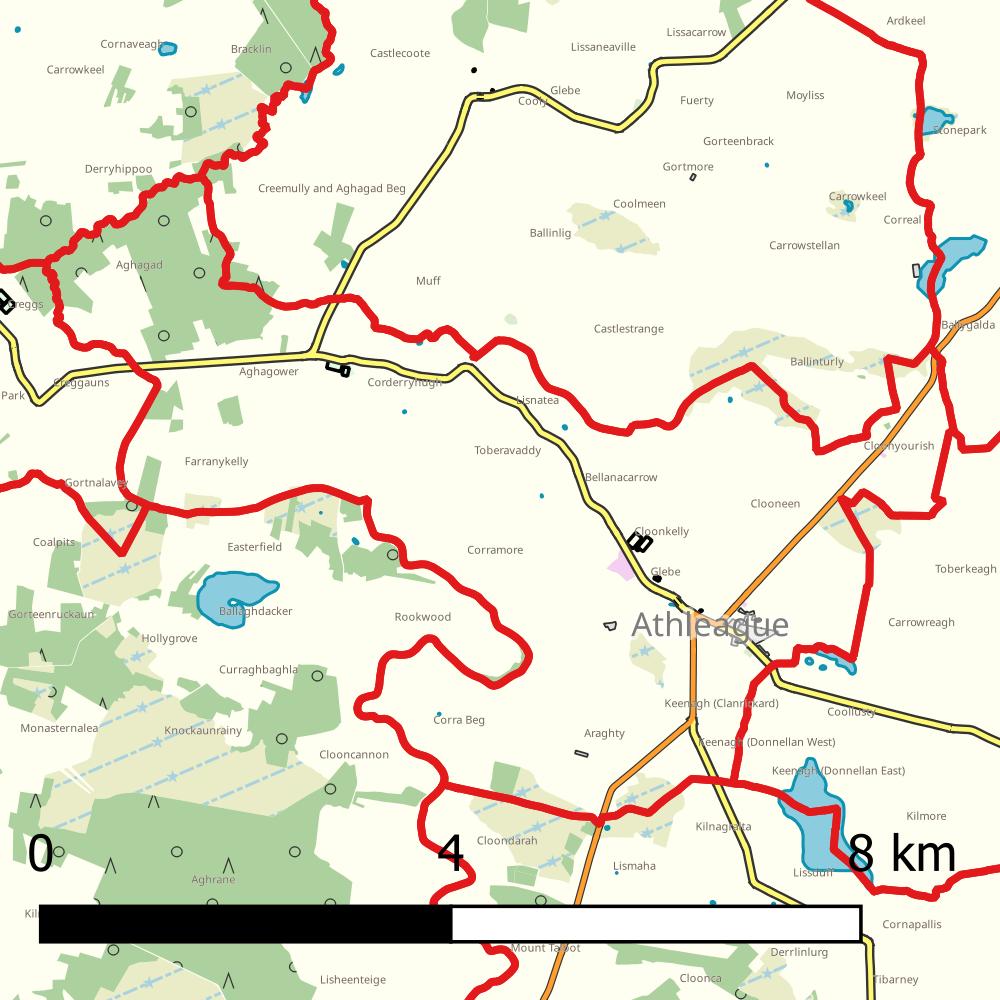 Ardkeel
Lissacarrow
Cornaveagh
Bracklin
Lissaneaville
Castlecoote
Carrowkeel
Glebe
Moyliss
Fuerty
Cooly
Stonepark
Gorteenbrack
Gortmore
Derryhippoo
Creemully and Aghagad Beg
Carrowkeel
Coolmeen
Correal
Ballinlig
Carrowstellan
Aghagad
Muff
Creggs
Castlestrange
Ballygalda
Ballinturly
Aghagower
Creggauns
Corderryhugh
Park
Lisnatea
Toberavaddy
Cloonyourish
Farranykelly
Bellanacarrow
Gortnalavey
Clooneen
Cloonkelly
Coalpits
Easterfield
Corramore
Toberkeagh
Glebe
Gorteenruckaun
Ballaghdacker
Rookwood
Athleague
Carrowreagh
Hollygrove
Curraghbaghla
Keenagh (Clanrickard)
Coollusty
Monasternalea
Knockaunrainy
Corra Beg
Araghty
Keenagh (Donnellan West)
Clooncannon
Keenagh (Donnellan East)
Kilmore
Kilnagralta
Cloondarah
0
4
8 km
Lismaha
Lissduff
Aghrane
Cornapallis
Mount Talbot
Derrlinlurg
Lisheenteige
Cloonca
Tibarney